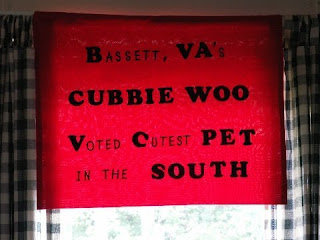 BASSETT, VA'S
CUBBIE WOO
VOTED CUTEST PET
IN THE SOUTH